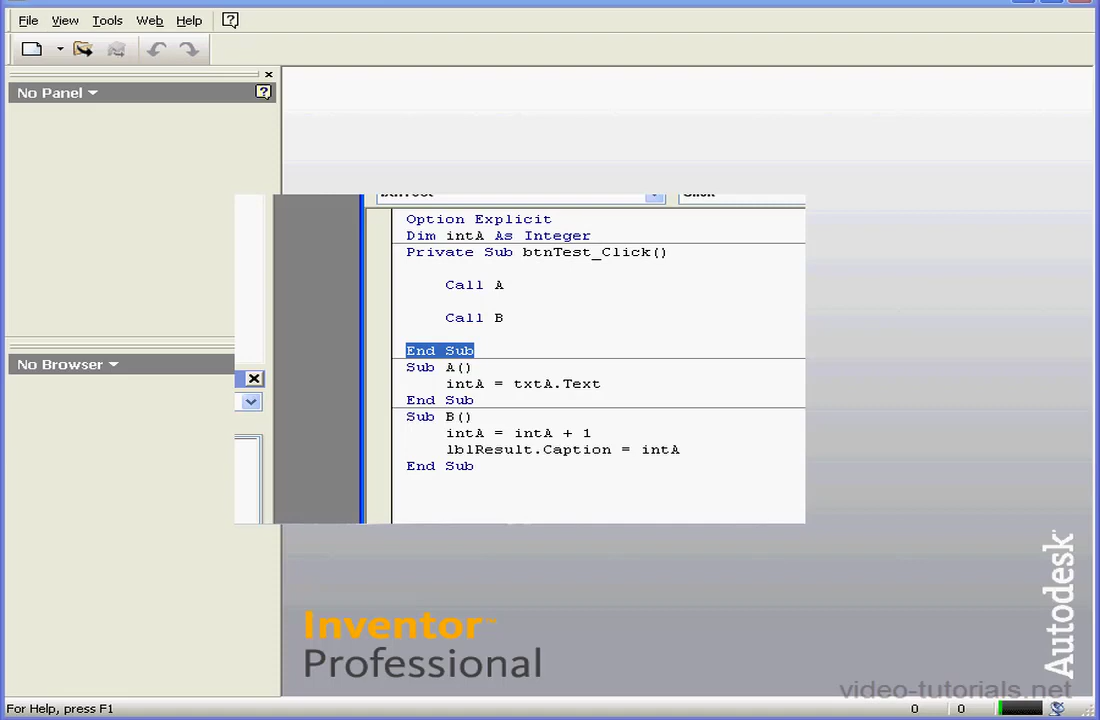 File View Tools Web Help
No Panel
Option Explicit
Dim intA As Integer
Private Sub btnTest_Click()
Call A
Call B
End Sub
Sub A()
intA = txtA.Text
End Sub
Sub B()
intA = intA + 1
lblResult.Caption = intA
End Sub
No Browser
Autodesk
Inventor™
Professional
video-tutorials.net
For Help, press F1
0 0